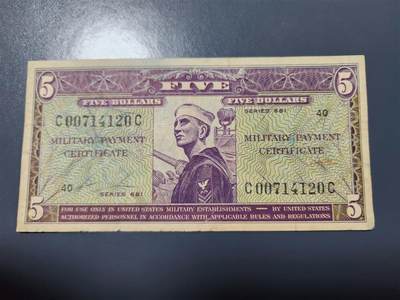 5 FIVE 5
FIVE DOLLARS FIVE DOLLARS
C00714120C SERIES 681 40
MILITARY PAYMENT CERTIFICATE MILITARY PAYMENT CERTIFICATE
40 SERIES 681 C00714120C
5 5
FOR USE ONLY IN UNITED STATES MILITARY ESTABLISHMENTS — BY UNITED STATES
AUTHORIZED PERSONNEL IN ACCORDANCE WITH APPLICABLE RULES AND REGULATIONS